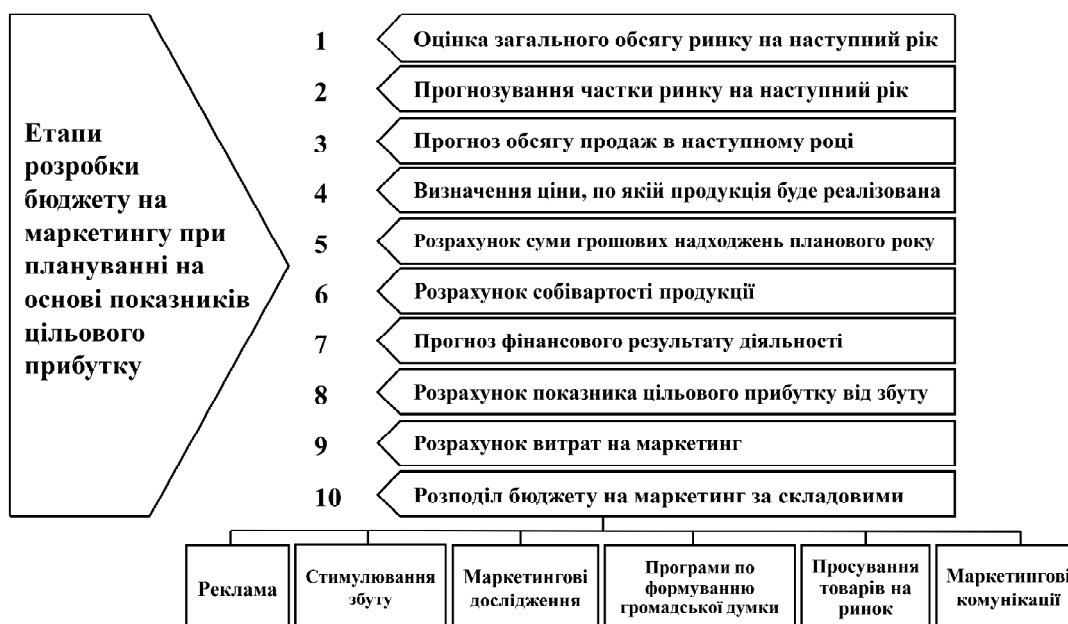 Етапи
розробки
бюджету на
маркетингу при
плануванні на
основі показників
цільового
прибутку
1 Оцінка загального обсягу ринку на наступний рік
2 Прогнозування частки ринку на наступний рік
3 Прогноз обсягу продаж в наступному році
4 Визначення ціни, по якій продукція буде реалізована
5 Розрахунок суми грошових надходжень планового року
6 Розрахунок собівартості продукції
7 Прогноз фінансового результату діяльності
8 Розрахунок показника цільового прибутку від збуту
9 Розрахунок витрат на маркетинг
10 Розподіл бюджету на маркетинг за складовими
Реклама
Стимулювання
збуту
Маркетингові
дослідження
Програми по
формуванню
громадської думки
Просування
товарів на
ринок
Маркетингові
комунікації